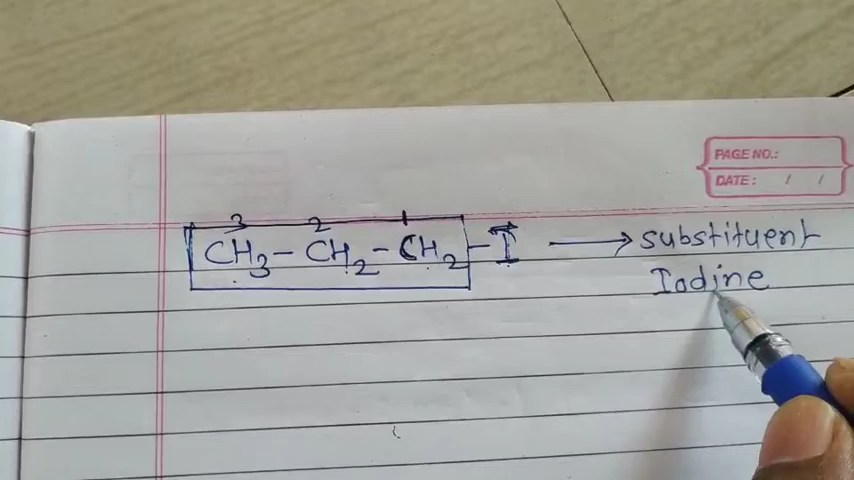 PAGE NO.:
DATE: / /
3 2 1
CH3 - CH2 - CH2 - I → substituent
Iodine